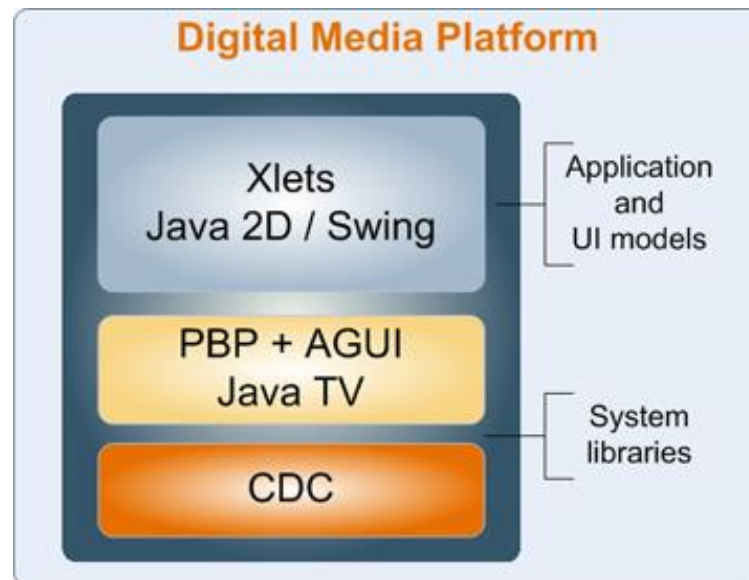 Digital Media Platform
Xlets
Java 2D / Swing
Application
and
UI models
PBP + AGUI
Java TV
System
libraries
CDC